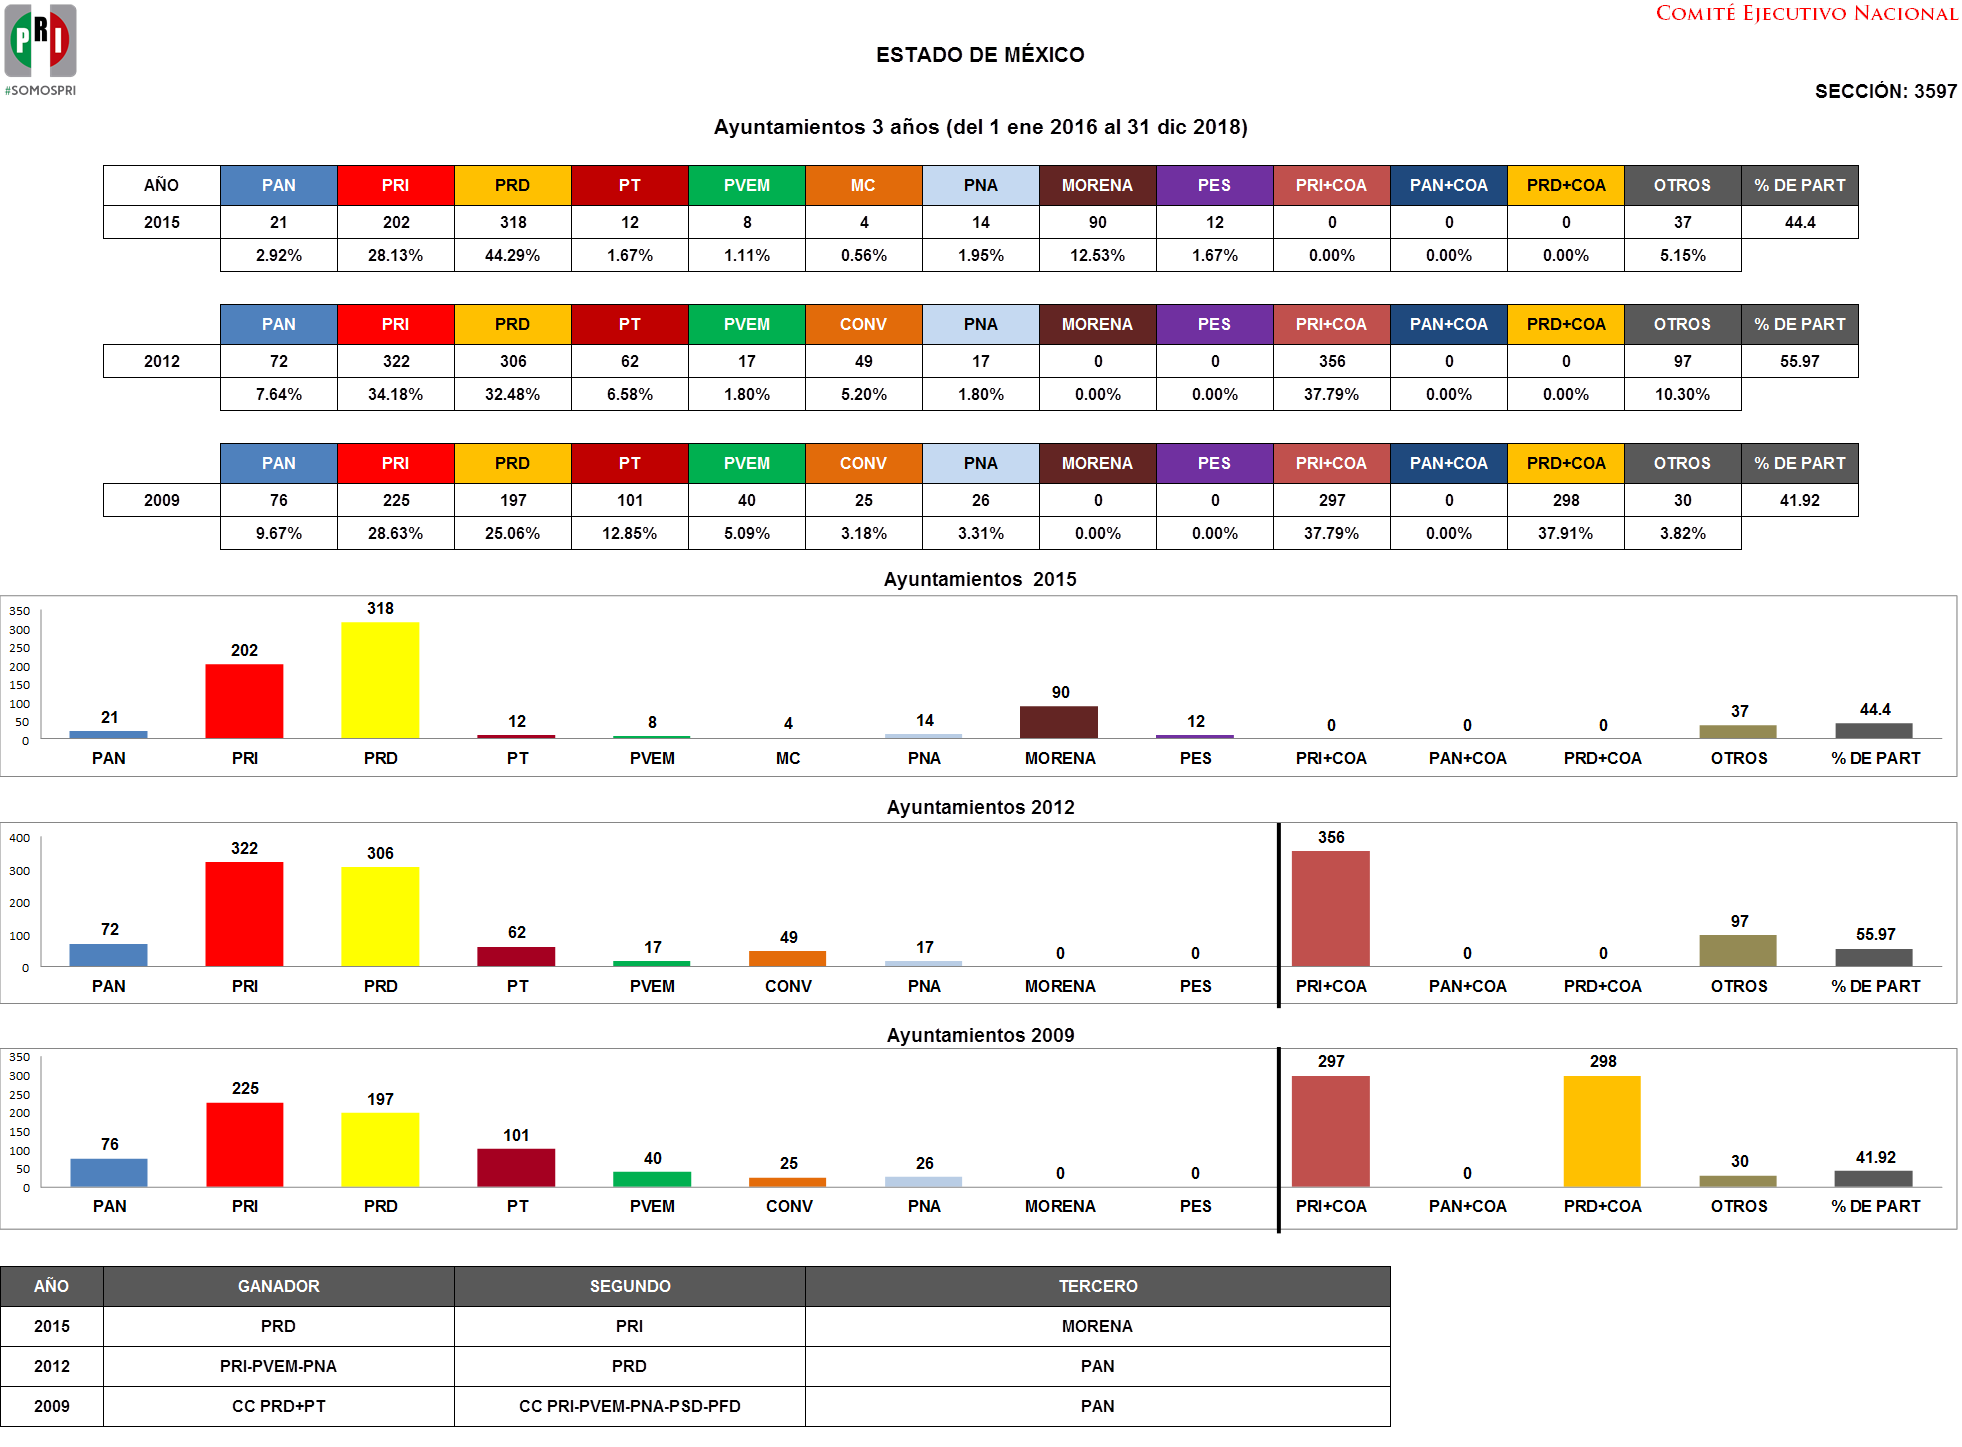 PRI
#SOMOSPRI
COMITÉ EJECUTIVO NACIONAL
ESTADO DE MÉXICO
SECCIÓN: 3597
Ayuntamientos 3 años (del 1 ene 2016 al 31 dic 2018)
AÑO PAN PRI PRD PT PVEM MC PNA MORENA PES PRI+COA PAN+COA PRD+COA OTROS % DE PART
2015 21 202 318 12 8 4 14 90 12 0 0 0 37 44.4
2.92% 28.13% 44.29% 1.67% 1.11% 0.56% 1.95% 12.53% 1.67% 0.00% 0.00% 0.00% 5.15%
PAN PRI PRD PT PVEM CONV PNA MORENA PES PRI+COA PAN+COA PRD+COA OTROS % DE PART
2012 72 322 306 62 17 49 17 0 0 356 0 0 97 55.97
7.64% 34.18% 32.48% 6.58% 1.80% 5.20% 1.80% 0.00% 0.00% 37.79% 0.00% 0.00% 10.30%
PAN PRI PRD PT PVEM CONV PNA MORENA PES PRI+COA PAN+COA PRD+COA OTROS % DE PART
2009 76 225 197 101 40 25 26 0 0 297 0 298 30 41.92
9.67% 28.63% 25.06% 12.85% 5.09% 3.18% 3.31% 0.00% 0.00% 37.79% 0.00% 37.91% 3.82%
Ayuntamientos 2015
350
300
250
200
150
100
50
0
21 202 318 12 8 4 14 90 12 0 0 0 37 44.4
PAN PRI PRD PT PVEM MC PNA MORENA PES PRI+COA PAN+COA PRD+COA OTROS % DE PART
Ayuntamientos 2012
400
300
200
100
0
72 322 306 62 17 49 17 0 0 356 0 0 97 55.97
PAN PRI PRD PT PVEM CONV PNA MORENA PES PRI+COA PAN+COA PRD+COA OTROS % DE PART
Ayuntamientos 2009
350
300
250
200
150
100
50
0
76 225 197 101 40 25 26 0 0 297 0 298 30 41.92
PAN PRI PRD PT PVEM CONV PNA MORENA PES PRI+COA PAN+COA PRD+COA OTROS % DE PART
AÑO GANADOR SEGUNDO TERCERO
2015 PRD PRI MORENA
2012 PRI-PVEM-PNA PRD PAN
2009 CC PRD+PT CC PRI-PVEM-PNA-PSD-PFD PAN